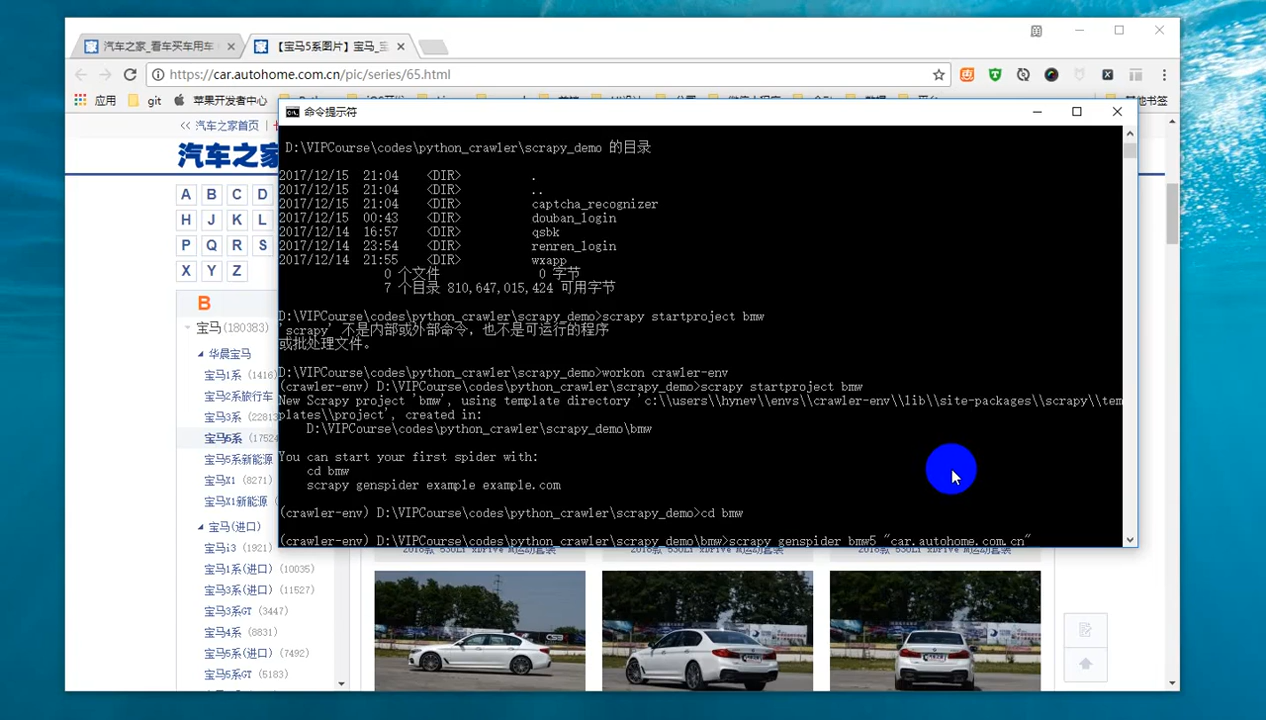 汽车之家_看车买车用车
【宝马5系图片】宝马_宝
https://car.autohome.com.cn/pic/series/65.html
应用
git
苹果开发者中心
其他书签
<< 汽车之家首页
汽车之家
A B C D
H J K L
P Q R S
X Y Z
B
宝马(180383)
华晨宝马
宝马1系 (1416)
宝马2系旅行车
宝马3系 (22813
宝马5系 (17524
宝马5系新能源
宝马X1 (8271)
宝马X1新能源
宝马(进口)
宝马i3 (1921)
宝马1系(进口) (10035)
宝马3系(进口) (11527)
宝马3系GT (3447)
宝马4系 (8831)
宝马5系(进口) (7492)
宝马5系GT (5183)
命令提示符
D:\VIPCourse\codes\python_crawler\scrapy_demo 的目录
2017/12/15 21:04 <DIR> .
2017/12/15 21:04 <DIR> ..
2017/12/15 21:04 <DIR> captcha_recognizer
2017/12/15 00:43 <DIR> douban_login
2017/12/14 16:57 <DIR> qsbk
2017/12/14 23:54 <DIR> renren_login
2017/12/14 21:55 <DIR> wxapp
0 个文件 0 字节
7 个目录 810,647,015,424 可用字节
D:\VIPCourse\codes\python_crawler\scrapy_demo>scrapy startproject bmw
'scrapy' 不是内部或外部命令，也不是可运行的程序
或批处理文件。
D:\VIPCourse\codes\python_crawler\scrapy_demo>workon crawler-env
(crawler-env) D:\VIPCourse\codes\python_crawler\scrapy_demo>scrapy startproject bmw
New Scrapy project 'bmw', using template directory 'c:\\users\\hynev\\envs\\crawler-env\\lib\\site-packages\\scrapy\\tem
plates\\project', created in:
D:\VIPCourse\codes\python_crawler\scrapy_demo\bmw
You can start your first spider with:
cd bmw
scrapy genspider example example.com
(crawler-env) D:\VIPCourse\codes\python_crawler\scrapy_demo>cd bmw
(crawler-env) D:\VIPCourse\codes\python_crawler\scrapy_demo\bmw>scrapy genspider bmw5 "car.autohome.com.cn"